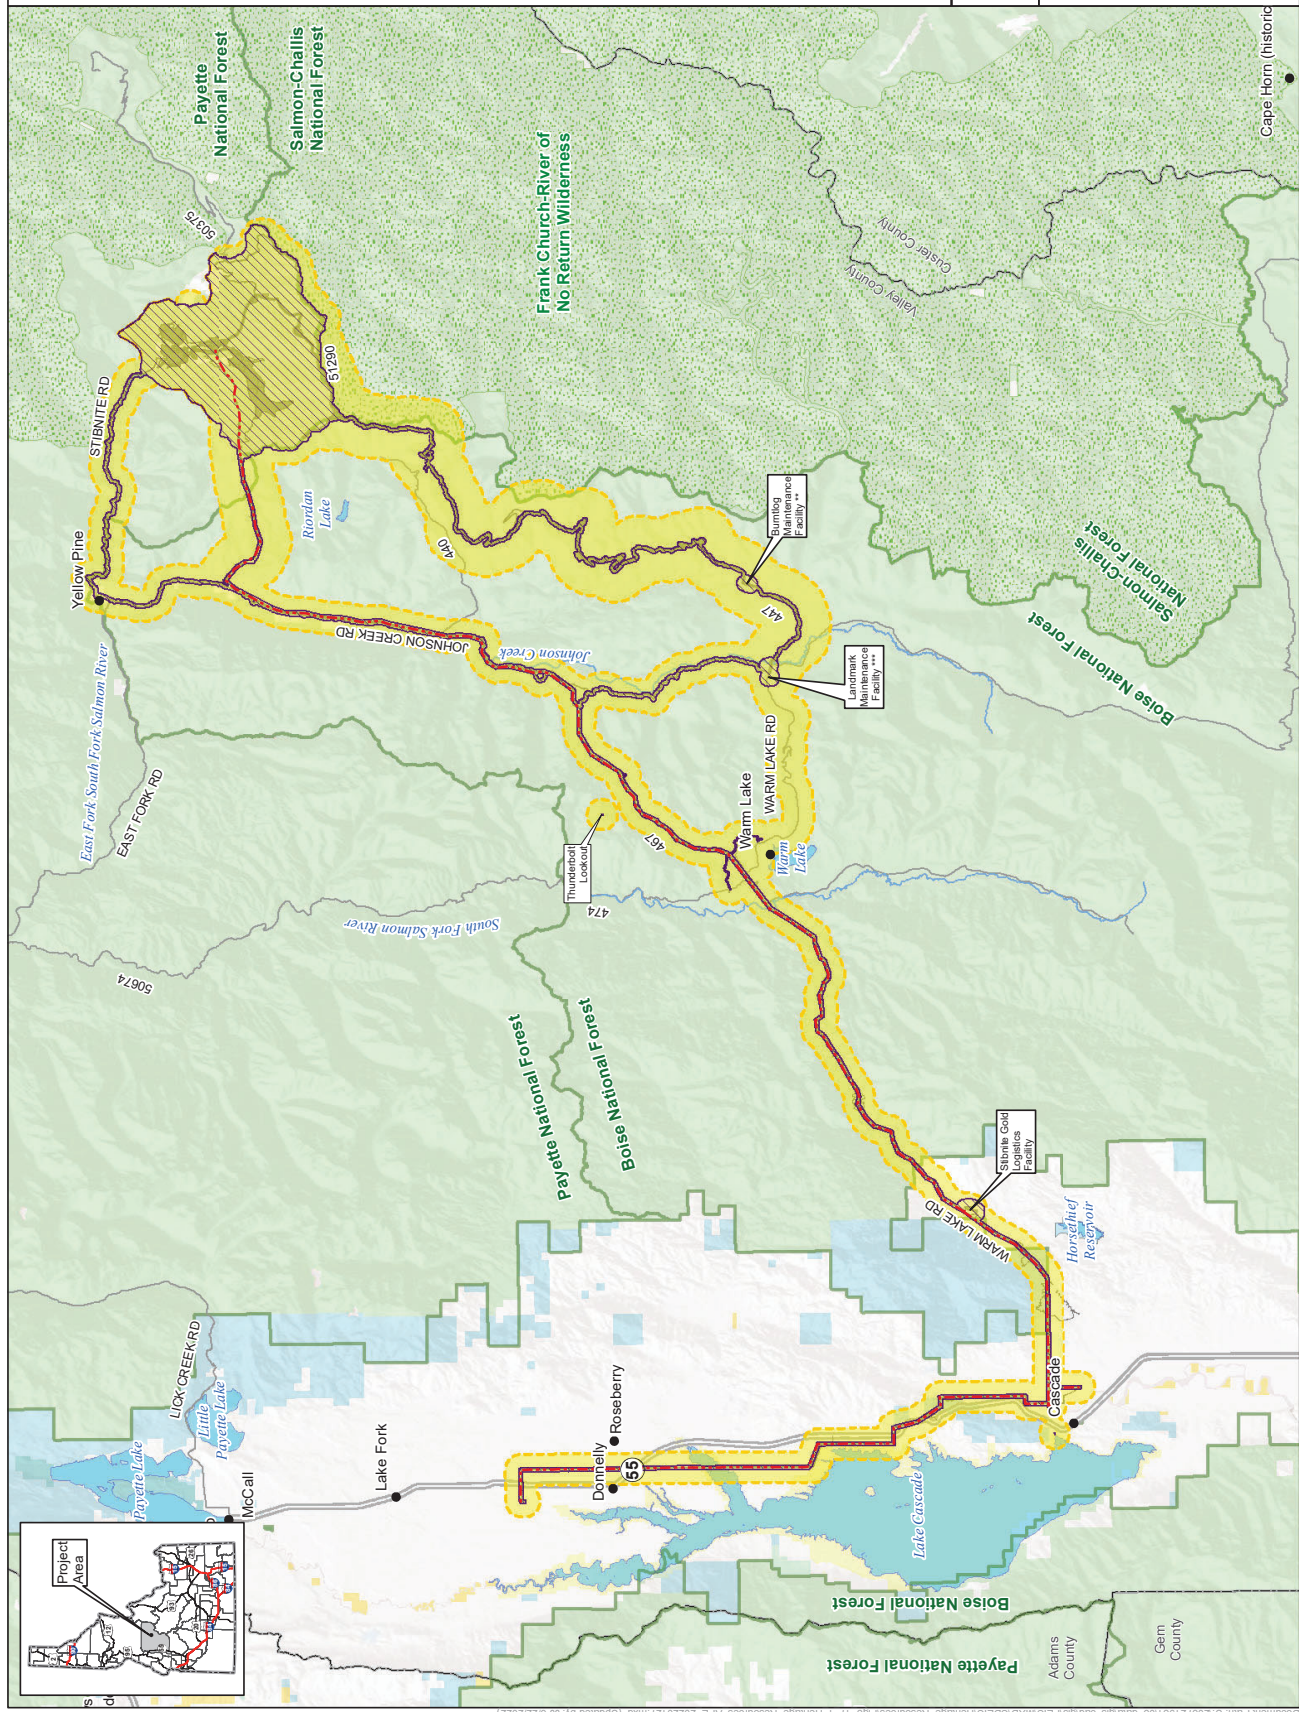 Payette
National Forest
Salmon-Challis
National Forest
Cape Horn (historic
Frank Church-River of
No Return Wilderness
Custer County
Valley County
50375
STIBNITE RD
51290
Riordan
Lake
440
Yellow Pine
JOHNSON CREEK RD
Johnson Creek
Burntlog
Maintenance
Facility **
447
Landmark
Maintenance
Facility ***
Salmon-Challis
National Forest
Boise National Forest
East Fork South Fork Salmon River
EAST FORK RD
WARM LAKE RD
Warm Lake
Warm
Lake
467
Thunderbolt
Lookout
474
South Fork Salmon River
50674
Payette National Forest
Boise National Forest
Stibnite Gold
Logistics
Facility
WARM LAKE RD
Horsethief
Reservoir
LICK CREEK RD
Little
Payette Lake
Payette Lake
McCall
Lake Fork
Roseberry
Donnelly
55
Cascade
Lake Cascade
Boise National Forest
Payette National Forest
Adams
County
Gem
County
Project
Area